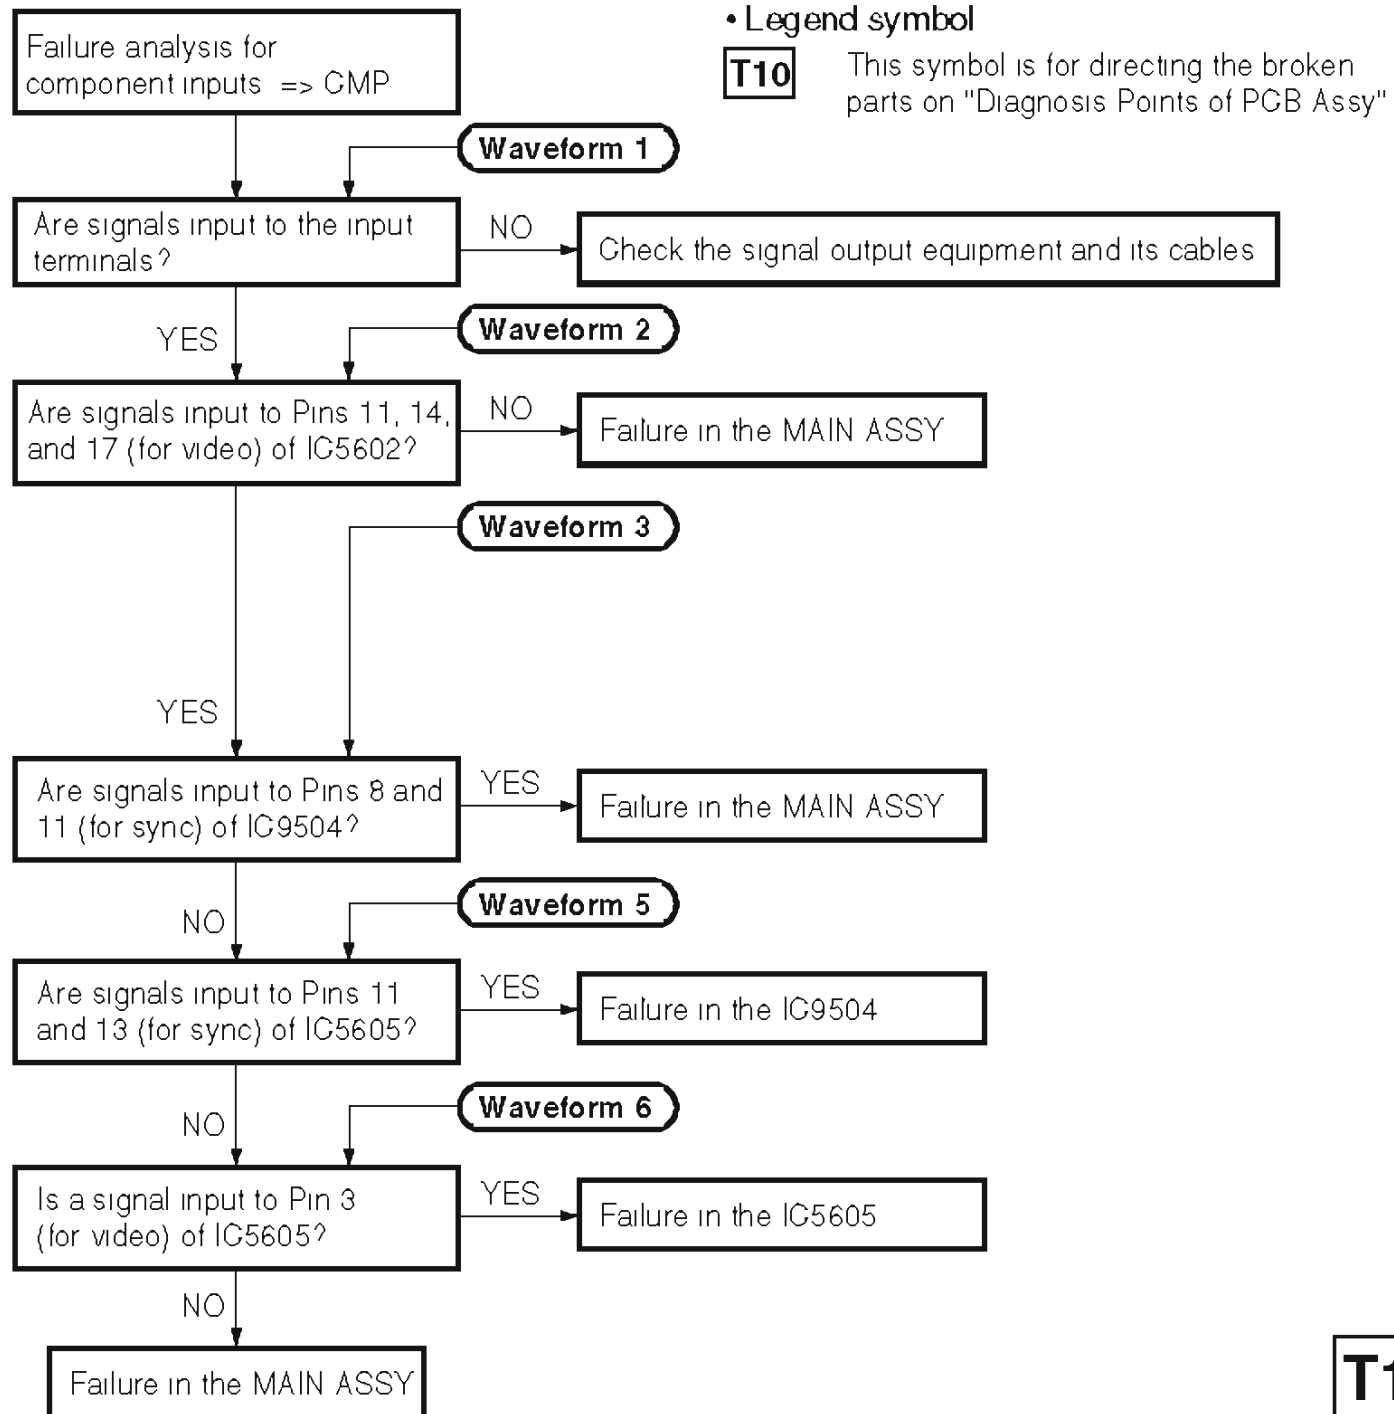 Failure analysis for
component inputs => CMP
• Legend symbol
T10
This symbol is for directing the broken
parts on "Diagnosis Points of PCB Assy"
Waveform 1
Are signals input to the input
terminals?
NO
Check the signal output equipment and its cables
YES
Waveform 2
Are signals input to Pins 11, 14,
and 17 (for video) of IC5602?
NO
Failure in the MAIN ASSY
Waveform 3
YES
Are signals input to Pins 8 and
11 (for sync) of IC9504?
YES
Failure in the MAIN ASSY
NO
Waveform 5
Are signals input to Pins 11
and 13 (for sync) of IC5605?
YES
Failure in the IC9504
NO
Waveform 6
Is a signal input to Pin 3
(for video) of IC5605?
YES
Failure in the IC5605
NO
Failure in the MAIN ASSY